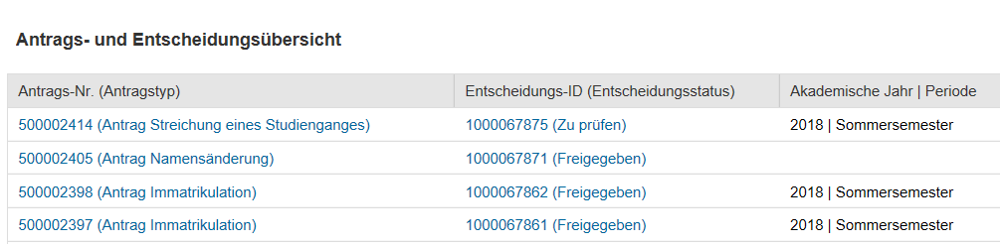 Antrags- und Entscheidungsübersicht
Antrags-Nr. (Antragstyp) Entscheidungs-ID (Entscheidungsstatus) Akademische Jahr | Periode
500002414 (Antrag Streichung eines Studienganges) 1000067875 (Zu prüfen) 2018 | Sommersemester
500002405 (Antrag Namensänderung) 1000067871 (Freigegeben)
500002398 (Antrag Immatrikulation) 1000067862 (Freigegeben) 2018 | Sommersemester
500002397 (Antrag Immatrikulation) 1000067861 (Freigegeben) 2018 | Sommersemester